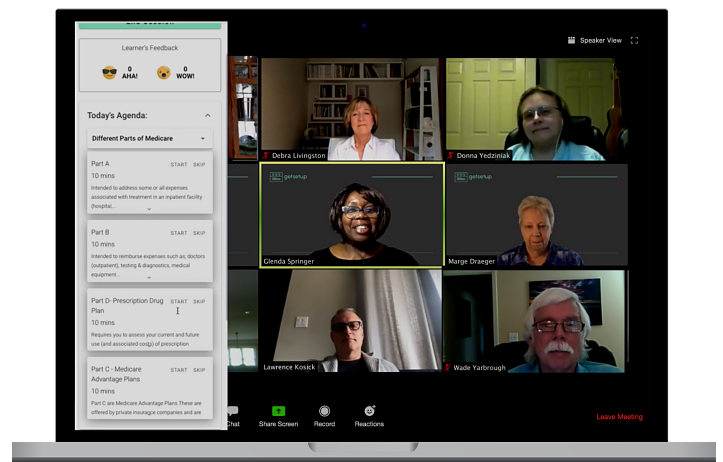 Learner's Feedback
0
AHA!
0
WOW!
Today's Agenda:
Different Parts of Medicare
Part A
START SKIP
10 mins
Intended to address some or all expenses
associated with treatment in an inpatient facility
(hospital,...
Part B
START SKIP
10 mins
Intended to reimburse expenses such as, doctors
(outpatient), testing & diagnostics, medical
equipment...
Part D- Prescription Drug
Plan
START SKIP
10 mins
Requires you to assess your current and future
use (and associated costs) of prescription
Part C - Medicare
Advantage Plans
START SKIP
10 mins
Part C are Medicare Advantage Plans These are
offered by private insurance companies and are
Speaker View
Debra Livingston
Donna Yedziniak
getsetup
Glenda Springer
getsetup
Marge Draeger
Lawrence Kosick
Wade Yarbrough
Chat
Share Screen
Record
Reactions
Leave Meeting